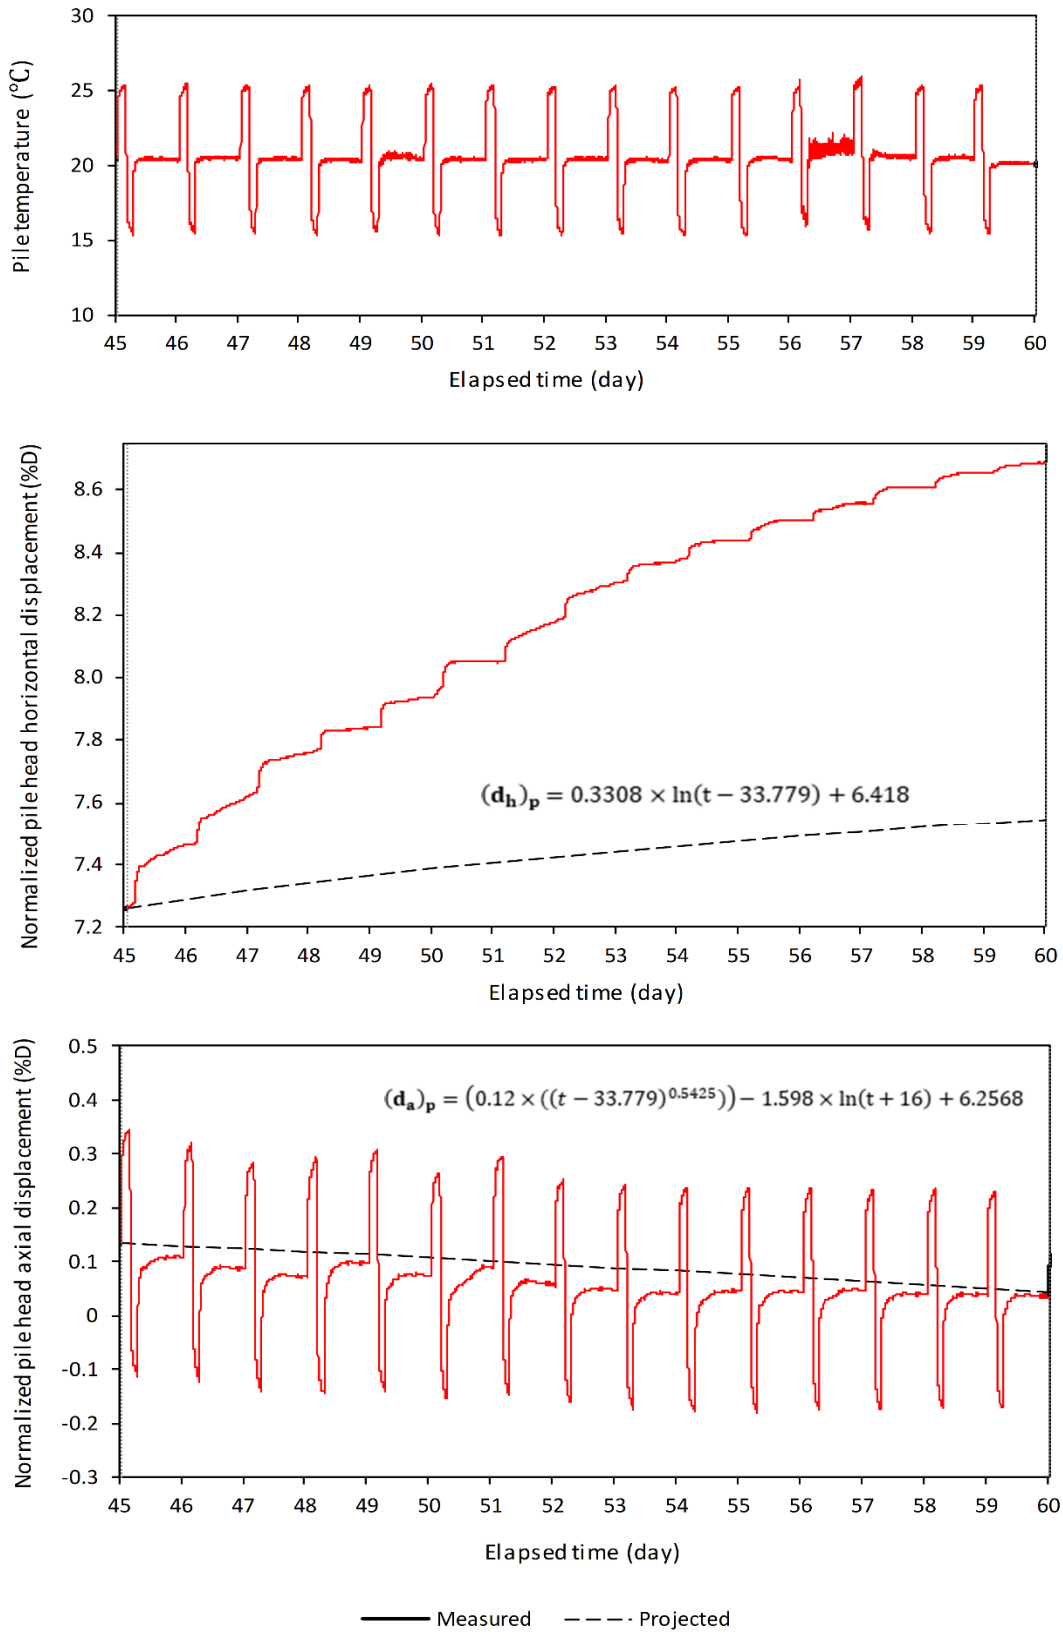 Pile temperature (°C)
30
25
20
15
10
45 46 47 48 49 50 51 52 53 54 55 56 57 58 59 60
Elapsed time (day)
Normalized pile head horizontal displacement (%D)
8.6
8.4
8.2
8.0
7.8
7.6
7.4
7.2
(d_h)_p = 0.3308 × ln(t − 33.779) + 6.418
45 46 47 48 49 50 51 52 53 54 55 56 57 58 59 60
Elapsed time (day)
Normalized pile head axial displacement (%D)
0.5
0.4
0.3
0.2
0.1
0
-0.1
-0.2
-0.3
(d_a)_p = (0.12 × ((t − 33.779)^0.5425)) − 1.598 × ln(t + 16) + 6.2568
45 46 47 48 49 50 51 52 53 54 55 56 57 58 59 60
Elapsed time (day)
Measured Projected